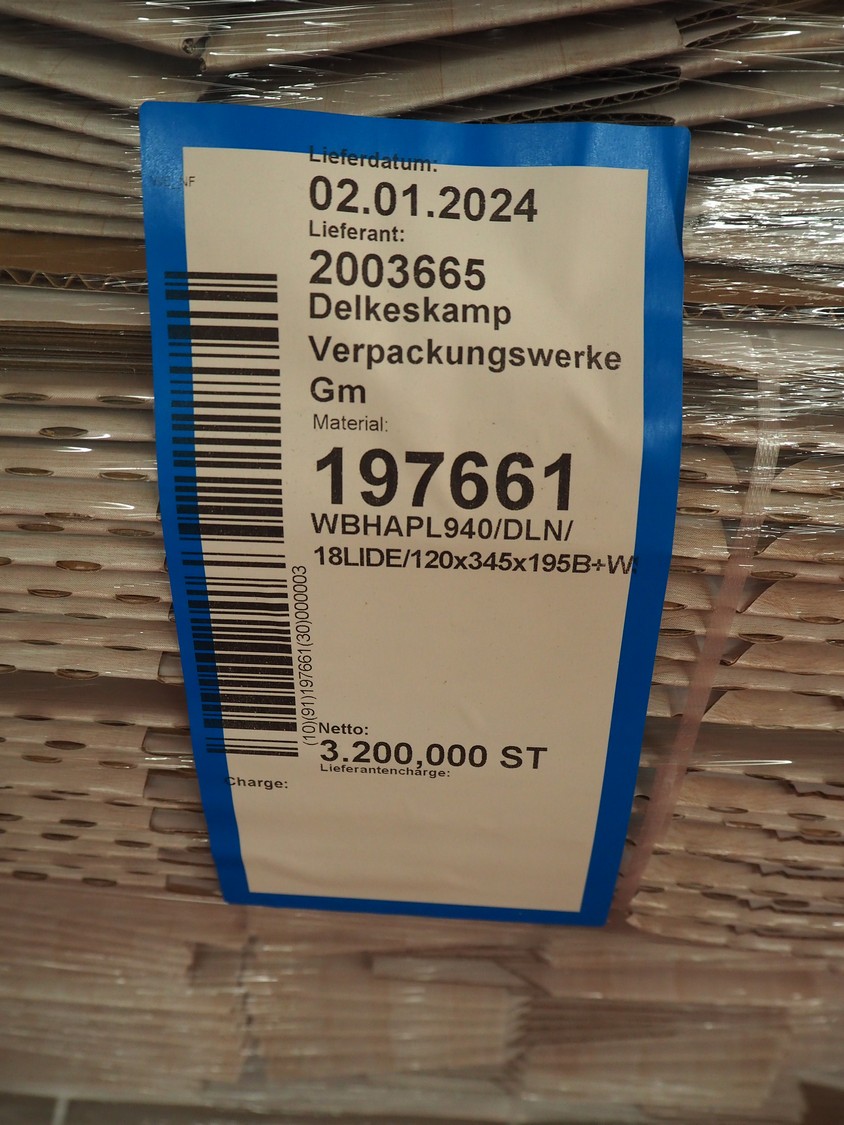 Lieferdatum:
02.01.2024
Lieferant:
2003665
Delkeskamp
Verpackungswerke
Gm
Material:
197661
WBHAPL940/DLN/
18LIDE/120x345x195B+W
(10)(91)197661(30)000003
Netto:
3.200,000 ST
Lieferantencharge:
Charge: